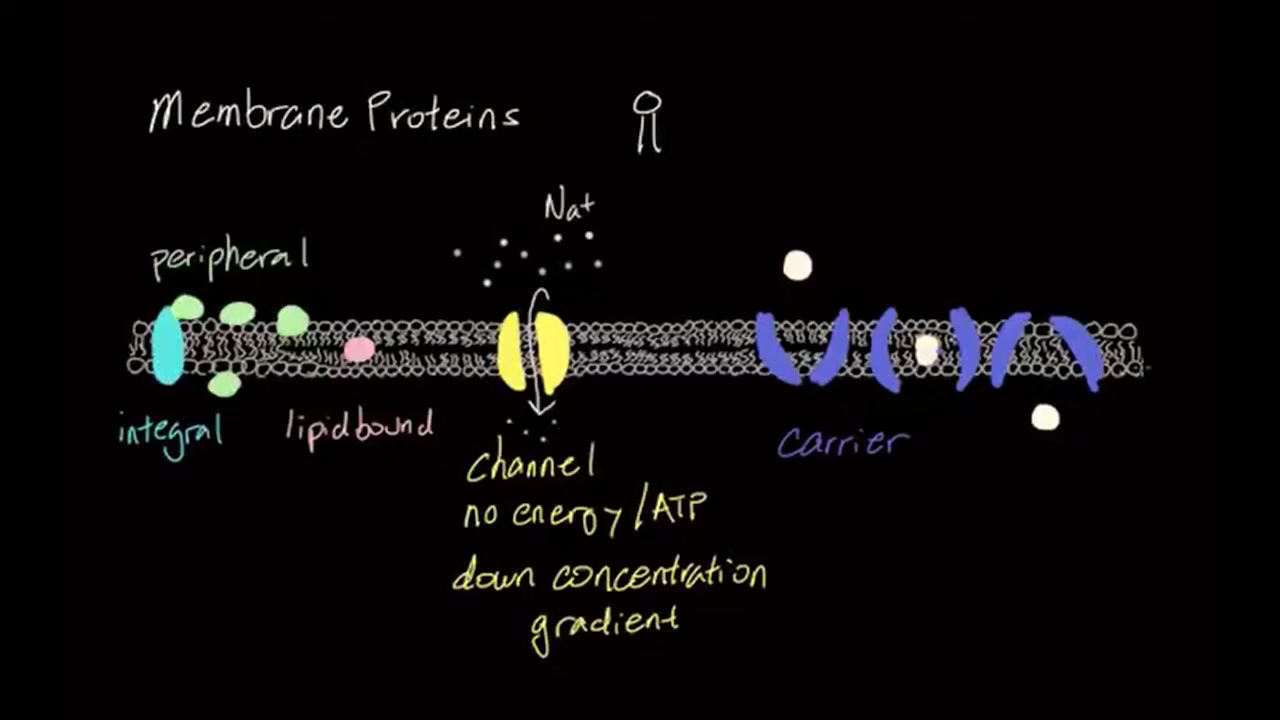 Membrane Proteins
Na+
peripheral
integral
lipidbound
channel
no energy/ATP
down concentration
gradient
carrier